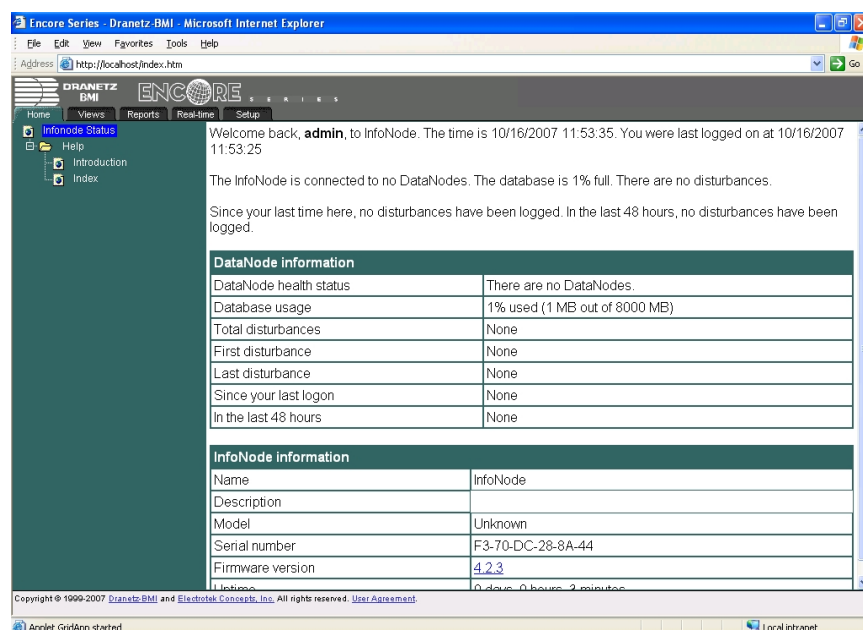 Encore Series - Dranetz-BMI - Microsoft Internet Explorer
File Edit View Favorites Tools Help
Address http://localhost/index.htm Go
DRANETZ BMI ENCORE SERIES
Home Views Reports Real-time Setup
Infonode Status
Help
Introduction
Index
Welcome back, admin, to InfoNode. The time is 10/16/2007 11:53:35. You were last logged on at 10/16/2007
11:53:25
The InfoNode is connected to no DataNodes. The database is 1% full. There are no disturbances.
Since your last time here, no disturbances have been logged. In the last 48 hours, no disturbances have been
logged.
DataNode information
DataNode health status There are no DataNodes.
Database usage 1% used (1 MB out of 8000 MB)
Total disturbances None
First disturbance None
Last disturbance None
Since your last logon None
In the last 48 hours None
InfoNode information
Name InfoNode
Description
Model Unknown
Serial number F3-70-DC-28-8A-44
Firmware version 4.2.3
Uptime 0 days, 0 hours, 3 minutes
Copyright © 1999-2007 Dranetz-BMI and Electrotek Concepts, Inc. All rights reserved. User Agreement.
Applet GridApp started Local intranet